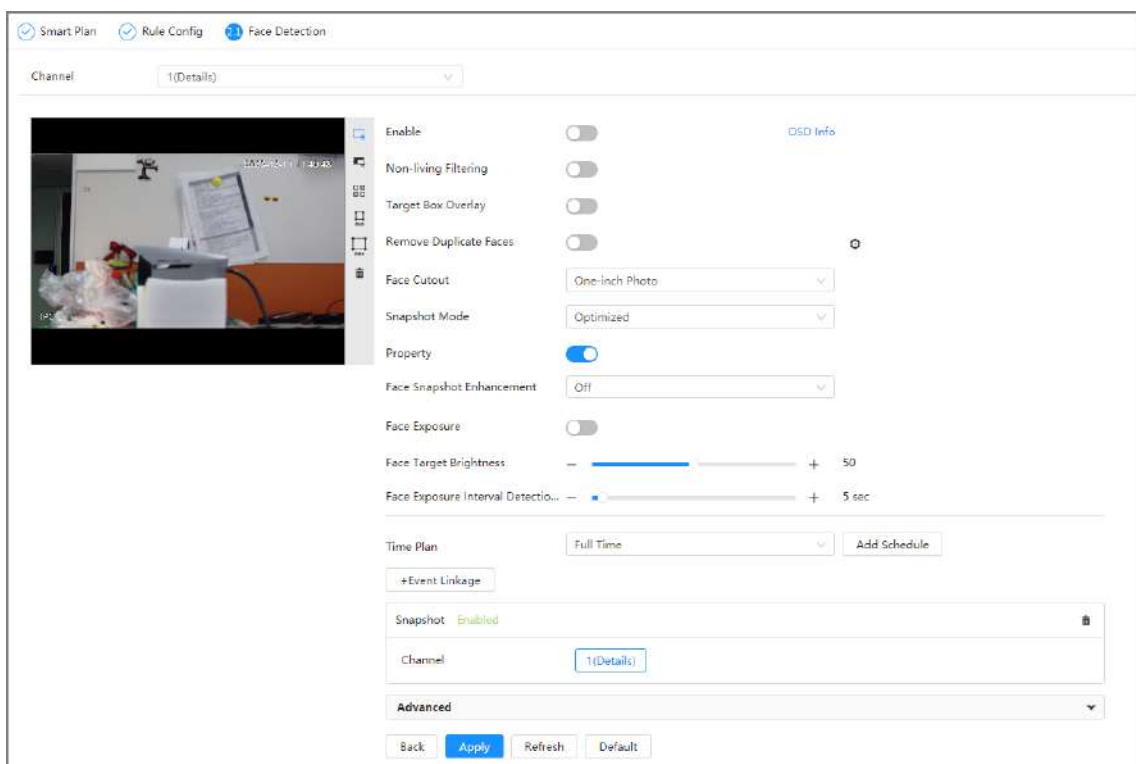 Smart Plan Rule Config 2.1 Face Detection
Channel 1(Details)
Enable OSD Info
Non-living Filtering
Target Box Overlay
Remove Duplicate Faces
Face Cutout One-inch Photo
Snapshot Mode Optimized
Property
Face Snapshot Enhancement Off
Face Exposure
Face Target Brightness − + 50
Face Exposure Interval Detectio... − + 5 sec
Time Plan Full Time Add Schedule
+Event Linkage
Snapshot Enabled
Channel 1(Details)
Advanced
Back Apply Refresh Default